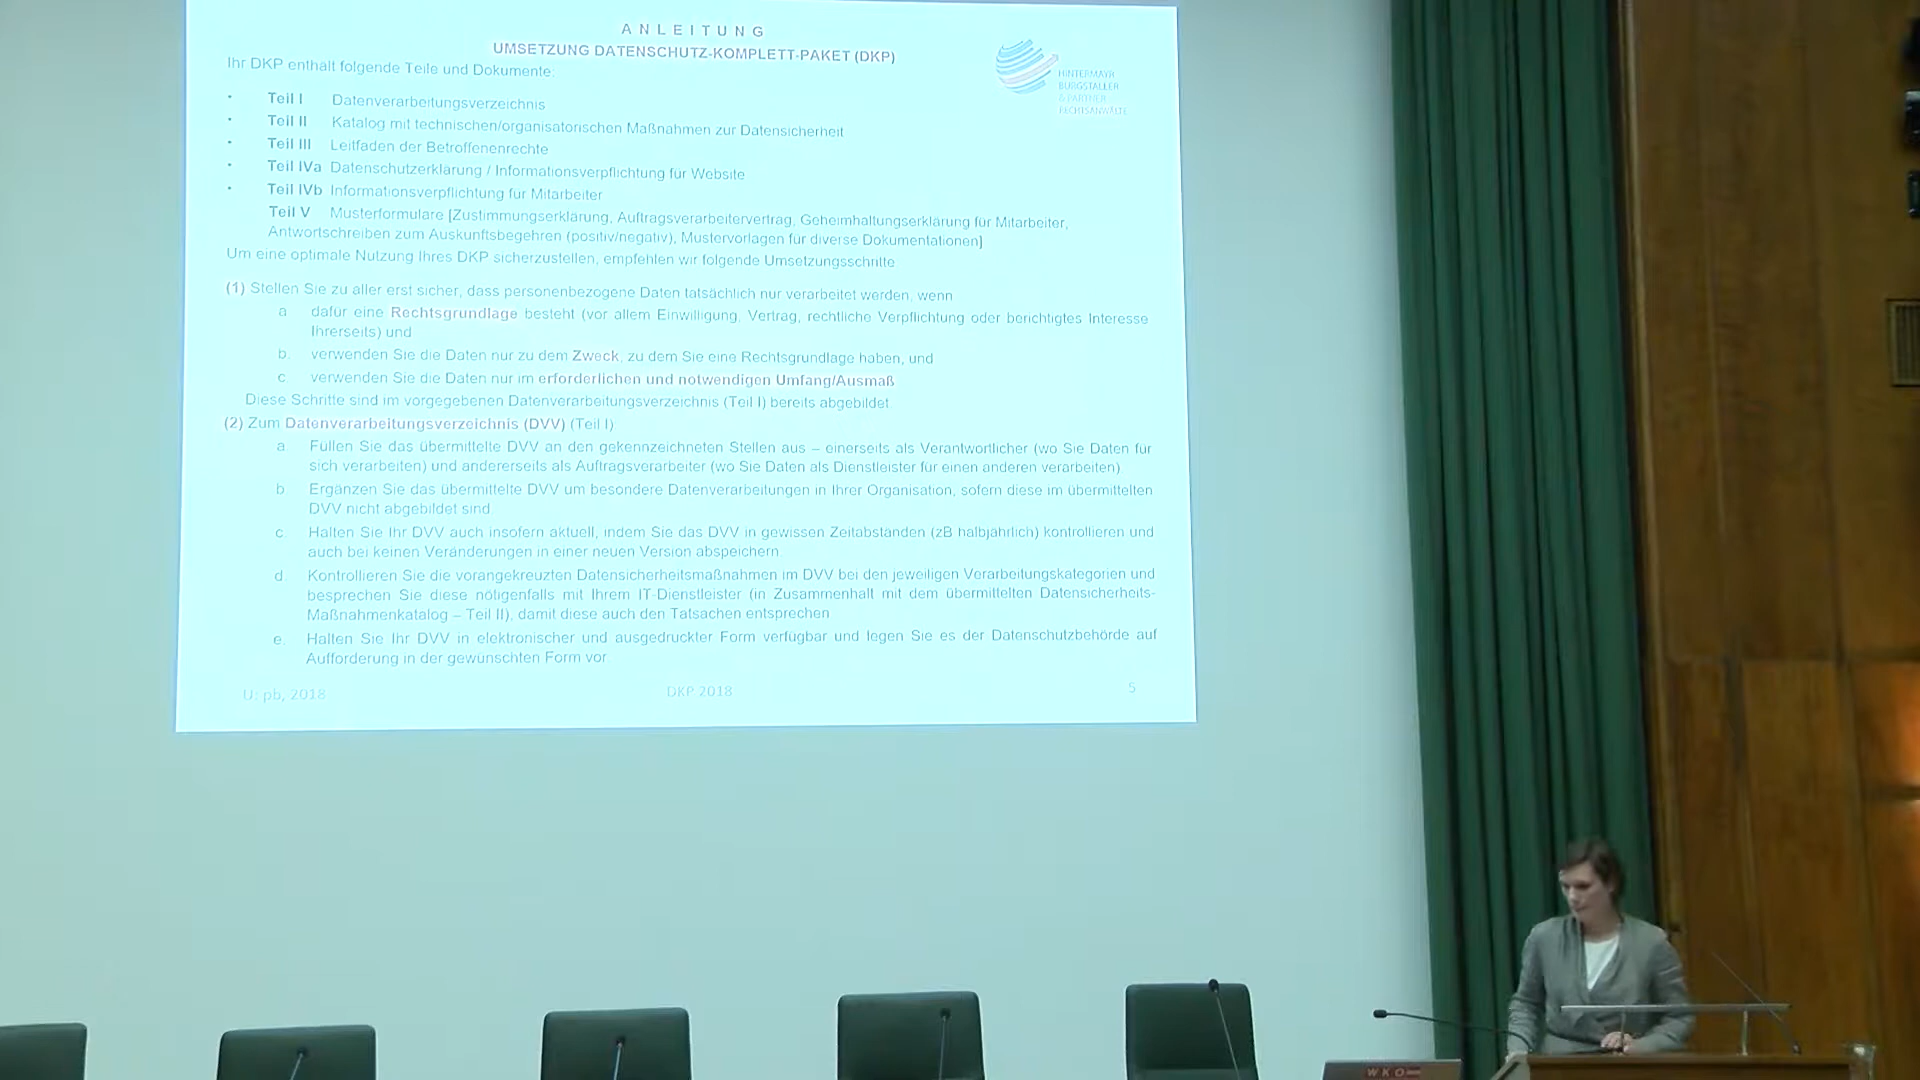 ANLEITUNG
UMSETZUNG DATENSCHUTZ-KOMPLETT-PAKET (DKP)
HINTERMAYR
BURGSTALLER
& PARTNER
RECHTSANWÄLTE
Ihr DKP enthält folgende Teile und Dokumente:
• Teil I Datenverarbeitungsverzeichnis
• Teil II Katalog mit technischen/organisatorischen Maßnahmen zur Datensicherheit
• Teil III Leitfaden der Betroffenenrechte
• Teil IVa Datenschutzerklärung / Informationsverpflichtung für Website
• Teil IVb Informationsverpflichtung für Mitarbeiter
Teil V Musterformulare [Zustimmungserklärung, Auftragsverarbeitervertrag, Geheimhaltungserklärung für Mitarbeiter,
Antwortschreiben zum Auskunftsbegehren (positiv/negativ), Mustervorlagen für diverse Dokumentationen]
Um eine optimale Nutzung Ihres DKP sicherzustellen, empfehlen wir folgende Umsetzungsschritte:
(1) Stellen Sie zu aller erst sicher, dass personenbezogene Daten tatsächlich nur verarbeitet werden, wenn
a. dafür eine Rechtsgrundlage besteht (vor allem Einwilligung, Vertrag, rechtliche Verpflichtung oder berichtigtes Interesse
Ihrerseits) und
b. verwenden Sie die Daten nur zu dem Zweck, zu dem Sie eine Rechtsgrundlage haben, und
c. verwenden Sie die Daten nur im erforderlichen und notwendigen Umfang/Ausmaß.
Diese Schritte sind im vorgegebenen Datenverarbeitungsverzeichnis (Teil I) bereits abgebildet.
(2) Zum Datenverarbeitungsverzeichnis (DVV) (Teil I):
a. Füllen Sie das übermittelte DVV an den gekennzeichneten Stellen aus – einerseits als Verantwortlicher (wo Sie Daten für
sich verarbeiten) und andererseits als Auftragsverarbeiter (wo Sie Daten als Dienstleister für einen anderen verarbeiten).
b. Ergänzen Sie das übermittelte DVV um besondere Datenverarbeitungen in Ihrer Organisation, sofern diese im übermittelten
DVV nicht abgebildet sind.
c. Halten Sie Ihr DVV auch insofern aktuell, indem Sie das DVV in gewissen Zeitabständen (zB halbjährlich) kontrollieren und
auch bei keinen Veränderungen in einer neuen Version abspeichern.
d. Kontrollieren Sie die vorangekreuzten Datensicherheitsmaßnahmen im DVV bei den jeweiligen Verarbeitungskategorien und
besprechen Sie diese nötigenfalls mit Ihrem IT-Dienstleister (in Zusammenhalt mit dem übermittelten Datensicherheits-
Maßnahmenkatalog – Teil II), damit diese auch den Tatsachen entsprechen.
e. Halten Sie Ihr DVV in elektronischer und ausgedruckter Form verfügbar und legen Sie es der Datenschutzbehörde auf
Aufforderung in der gewünschten Form vor.
U: pb, 2018
DKP 2018
5
WKO